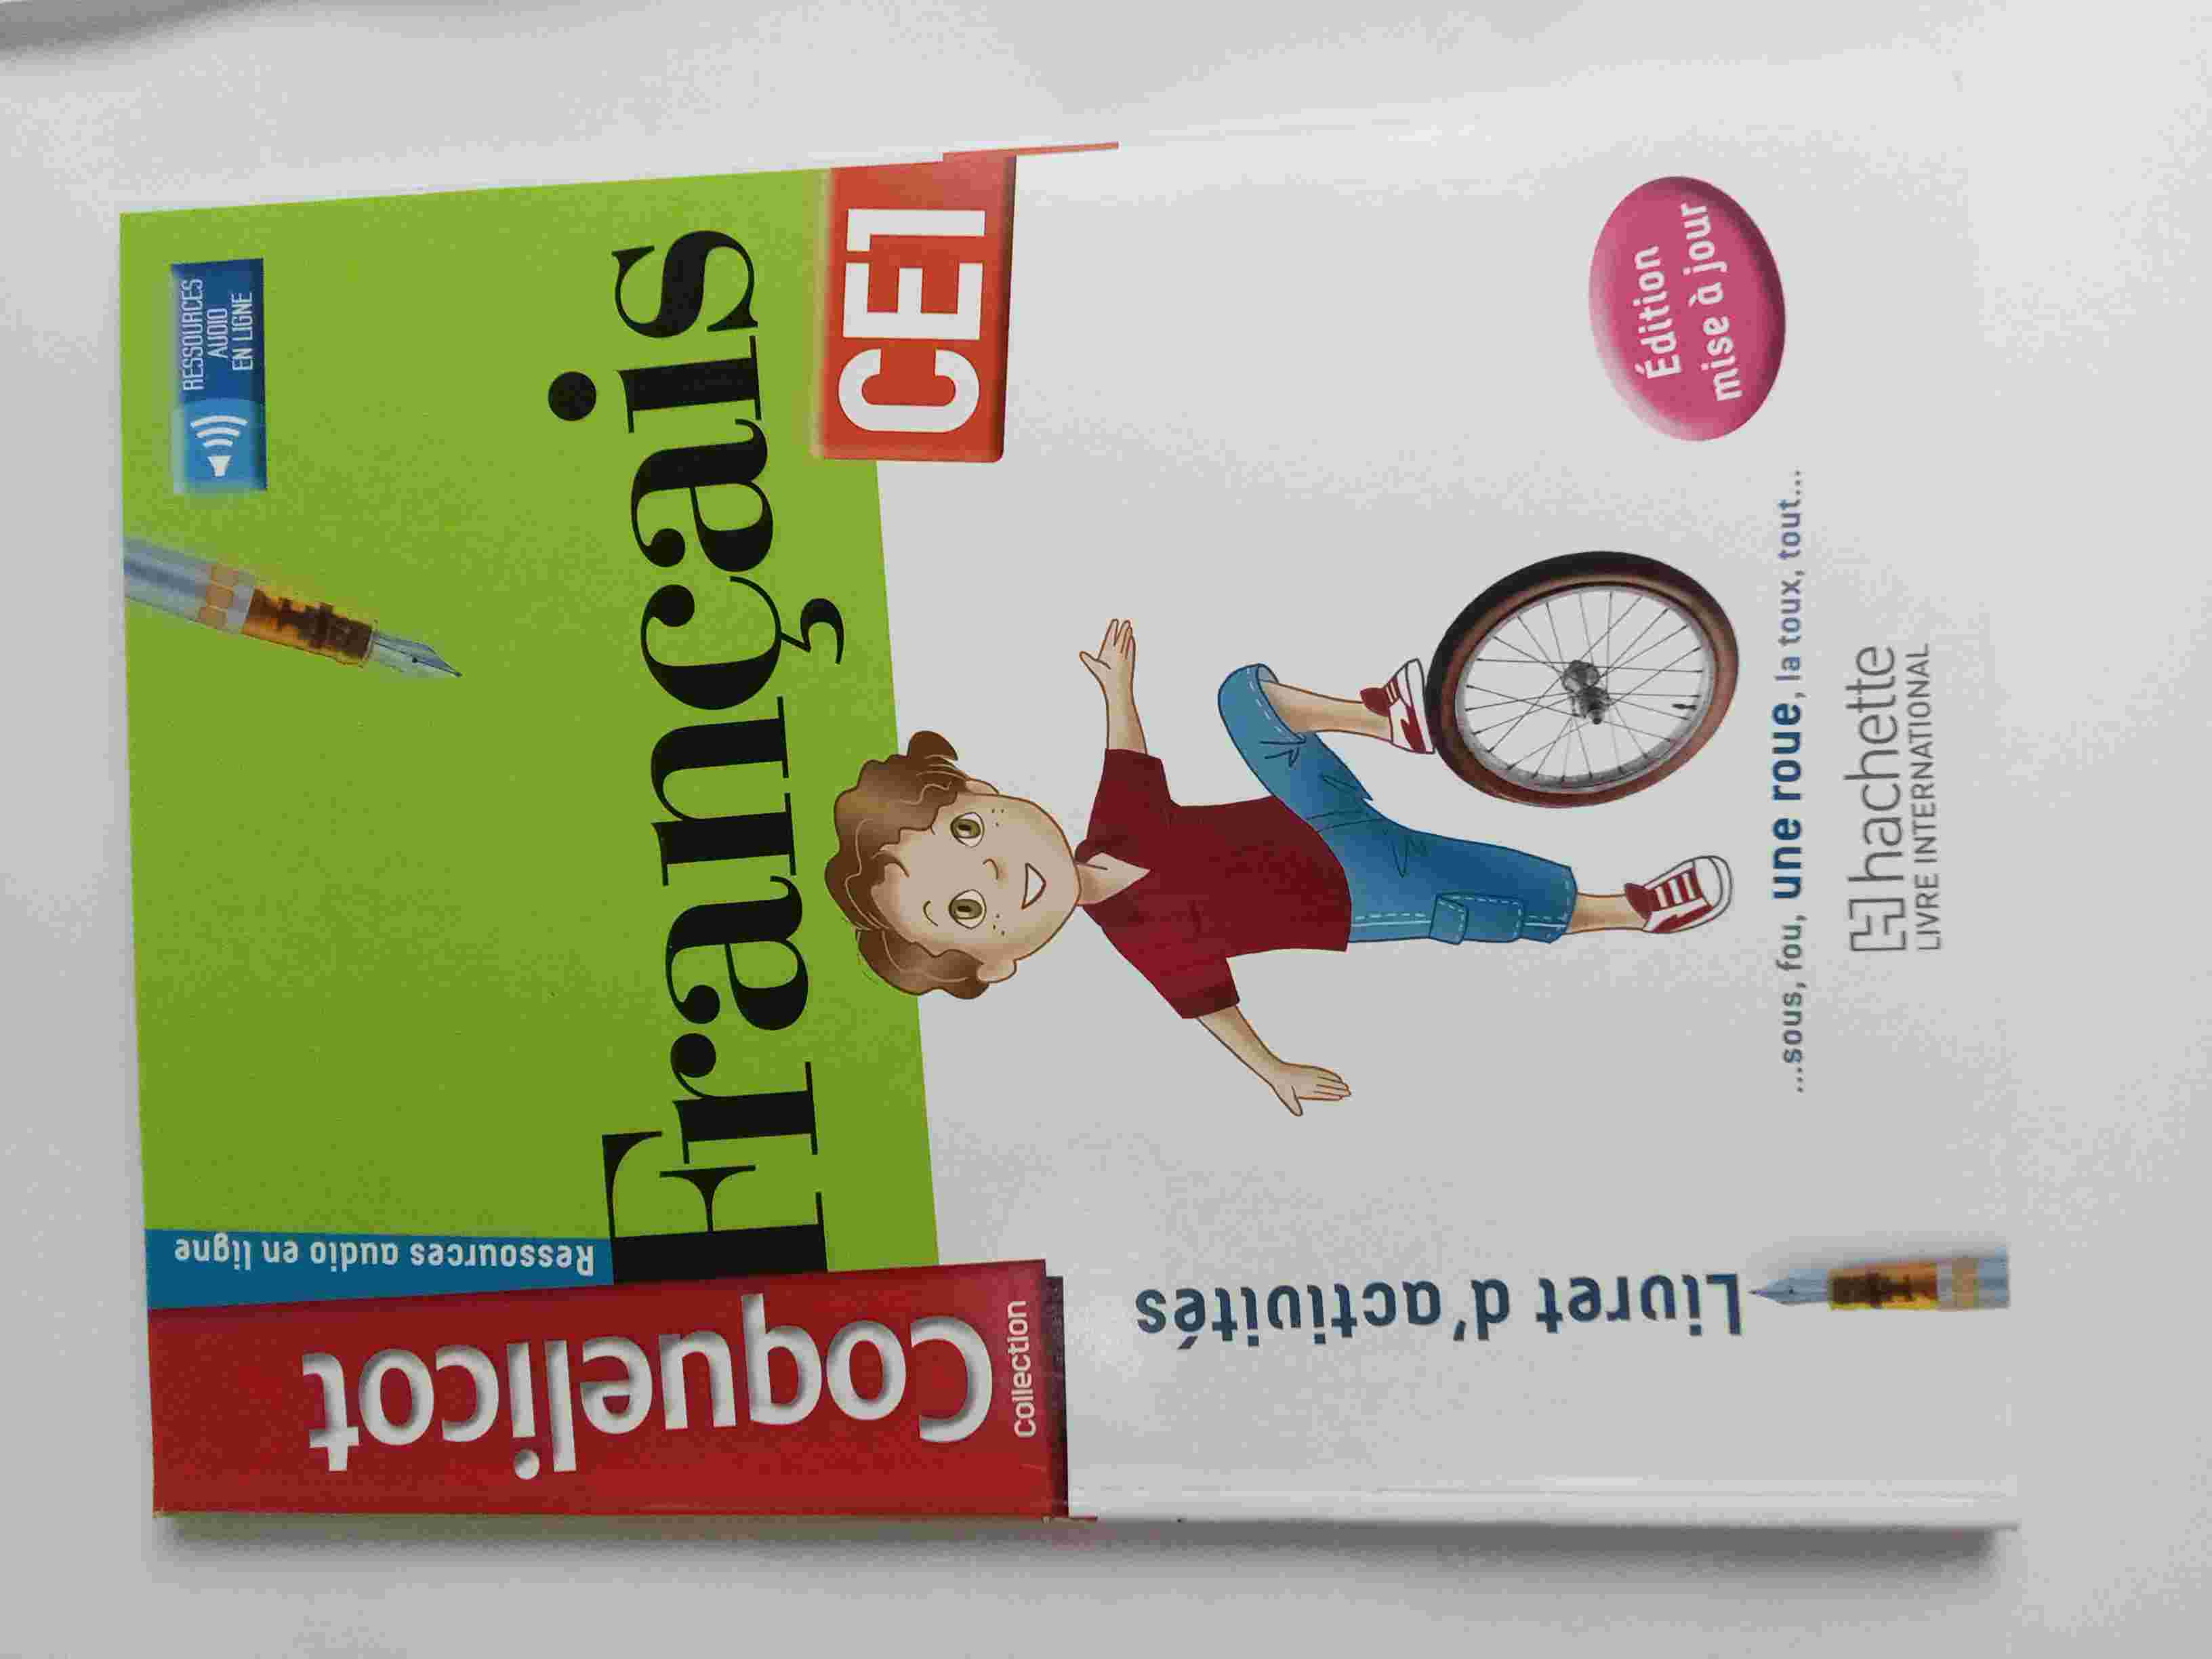 Collection
Coquelicot
Ressources audio en ligne
RESSOURCES
AUDIO
EN LIGNE
Français
CE1
Livret d'activités
Édition
mise à jour
...sous, fou, une roue, la toux, tout...
hachette
LIVRE INTERNATIONAL